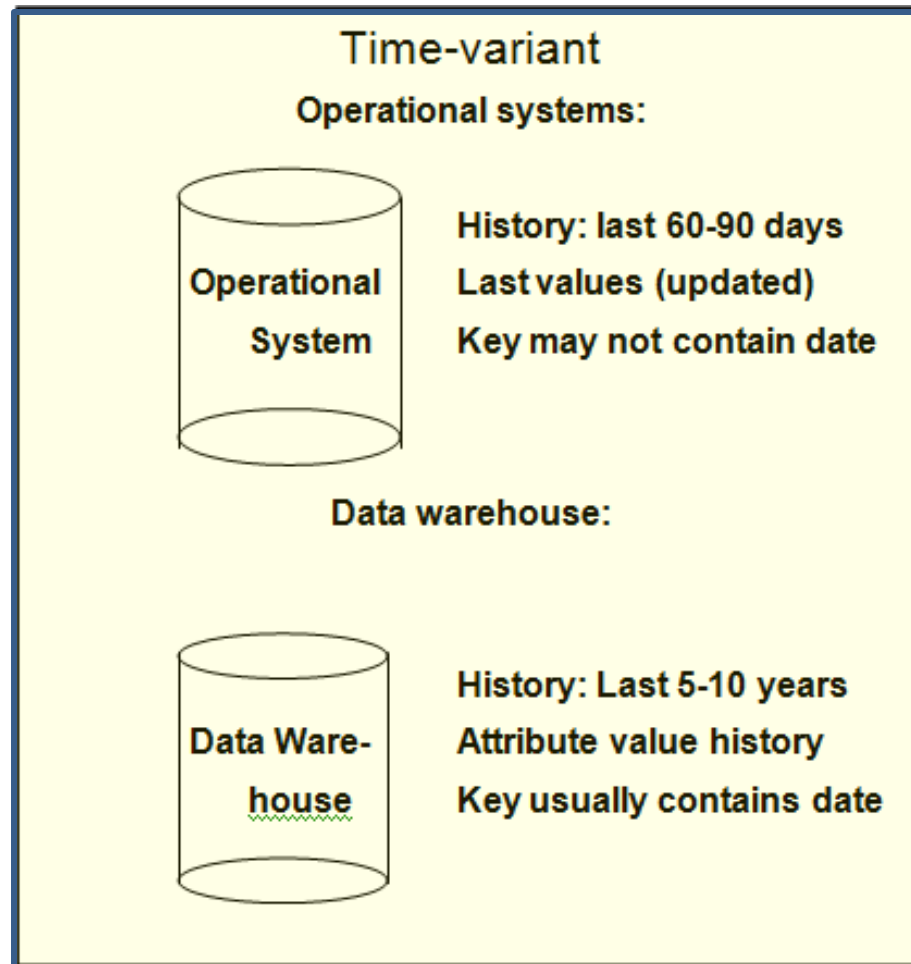 Time-variant
Operational systems:
Operational
System
History: last 60-90 days
Last values (updated)
Key may not contain date
Data warehouse:
Data Ware-
house
History: Last 5-10 years
Attribute value history
Key usually contains date